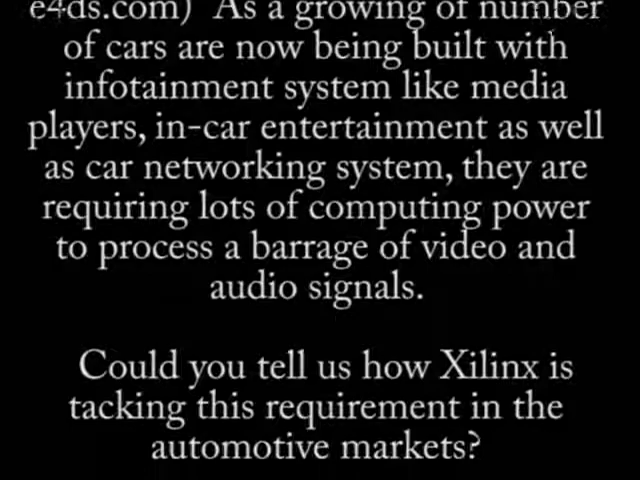 e4ds.com) As a growing of number
of cars are now being built with
infotainment system like media
players, in-car entertainment as well
as car networking system, they are
requiring lots of computing power
to process a barrage of video and
audio signals.
Could you tell us how Xilinx is
tacking this requirement in the
automotive markets?